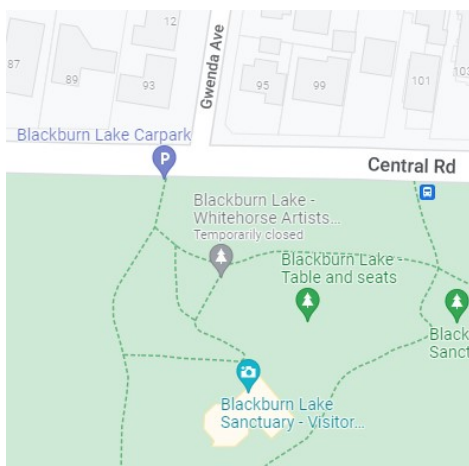 12
87
89
93
Gwenda Ave
95
99
101
103
Blackburn Lake Carpark
P
Central Rd
Blackburn Lake -
Whitehorse Artists...
Temporarily closed
Blackburn Lake -
Table and seats
Black
Sanct
Blackburn Lake
Sanctuary - Visitor...